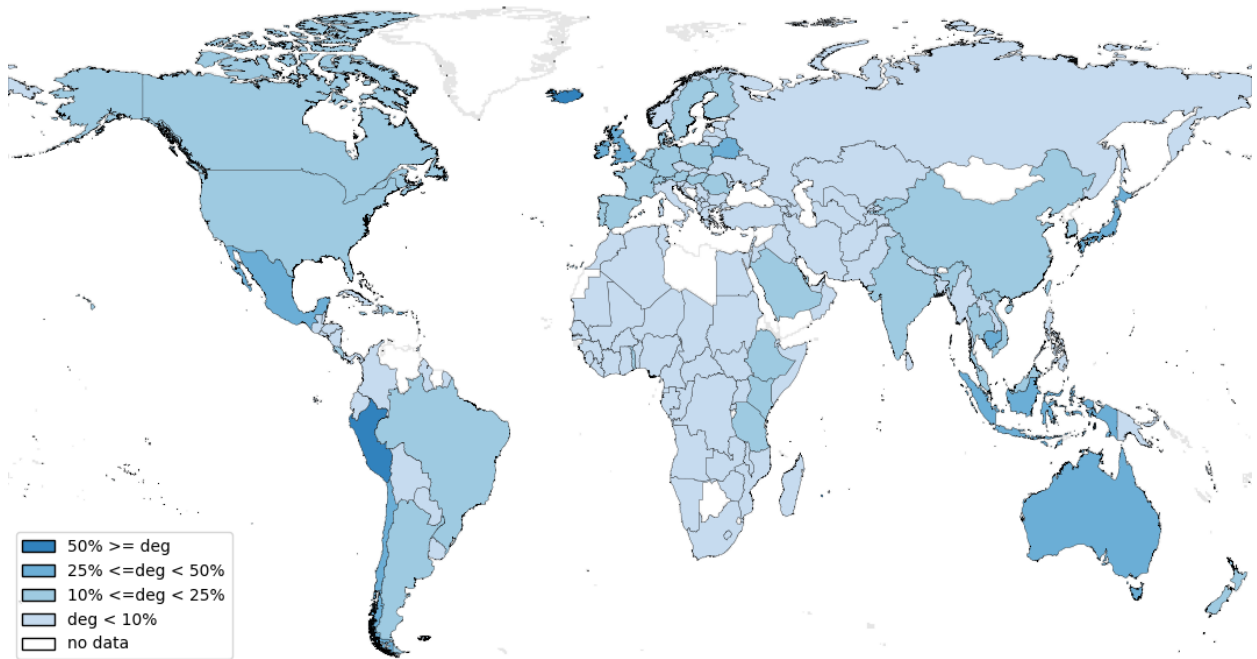 50% >= deg
25% <=deg < 50%
10% <=deg < 25%
deg < 10%
no data